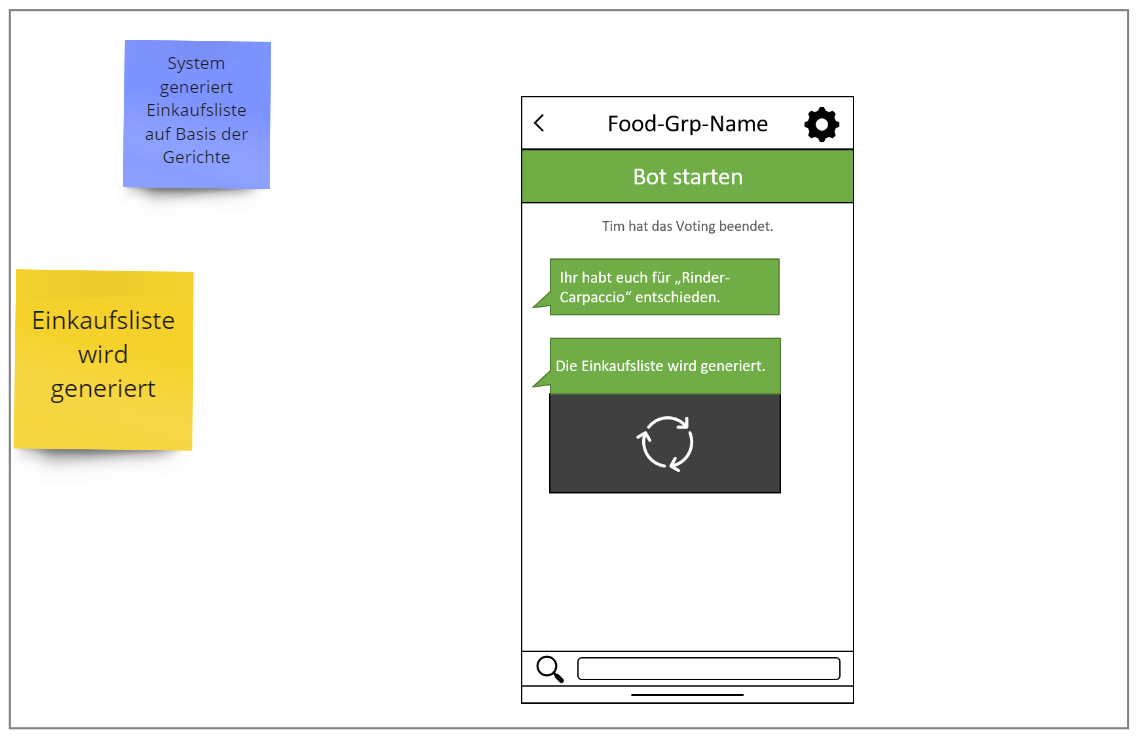 System
generiert
Einkaufsliste
auf Basis der
Gerichte
Einkaufsliste
wird
generiert
Food-Grp-Name
Bot starten
Tim hat das Voting beendet.
Ihr habt euch für „Rinder-
Carpaccio“ entschieden.
Die Einkaufsliste wird generiert.